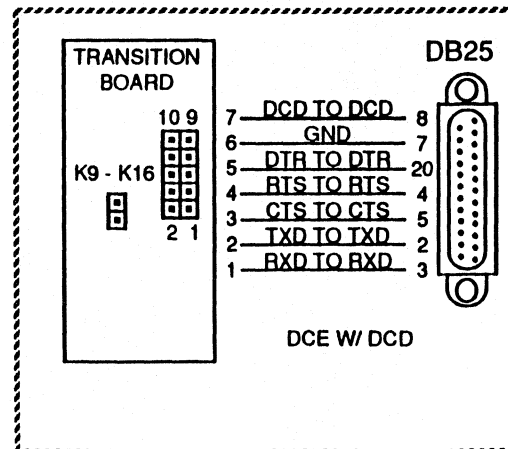 TRANSITION
BOARD
DB25
10 9
K9 - K16
2 1
7 DCD TO DCD 8
6 GND 7
5 DTR TO DTR 20
4 RTS TO RTS 4
3 CTS TO CTS 5
2 TXD TO TXD 2
1 RXD TO RXD 3
DCE W/ DCD